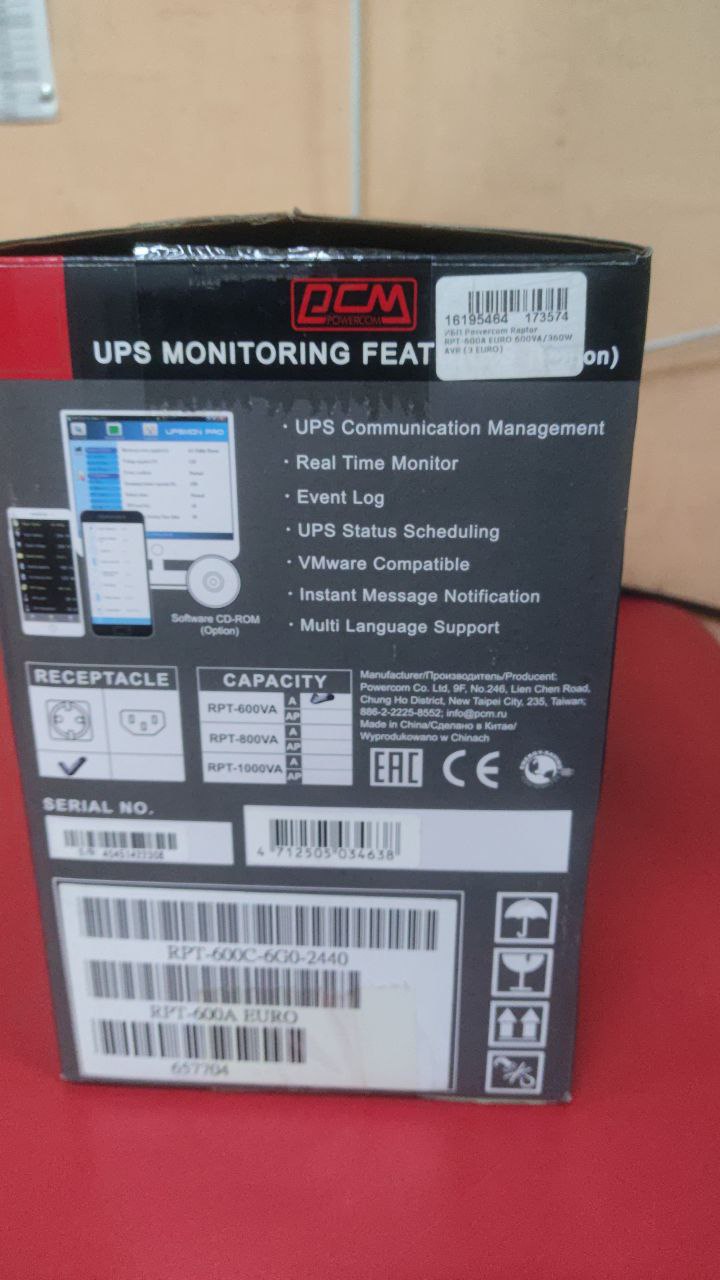 PCM
POWERCOM
16195464 173574
ИБП Powercom Raptor
RPT-600A EURO 600VA/360W
AVR (3 EURO)
UPS MONITORING FEAT on)
UPSMON PRO
· UPS Communication Management
· Real Time Monitor
· Event Log
· UPS Status Scheduling
· VMware Compatible
· Instant Message Notification
· Multi Language Support
Software CD-ROM
(Option)
RECEPTACLE
CAPACITY
RPT-600VA A AP
RPT-800VA A AP
RPT-1000VA A AP
Manufacturer/Производитель/Producent:
Powercom Co. Ltd, 9F, No.246, Lien Chen Road,
Chung Ho District, New Taipei City, 235, Taiwan;
886-2-2225-8552; info@pcm.ru
Made in China/Сделано в Китае/
Wyprodukowano w Chinach
EAC CE
SERIAL NO.
S/N
4 712505 034638
RPT-600C-6G0-2440
RPT-600A EURO
657704